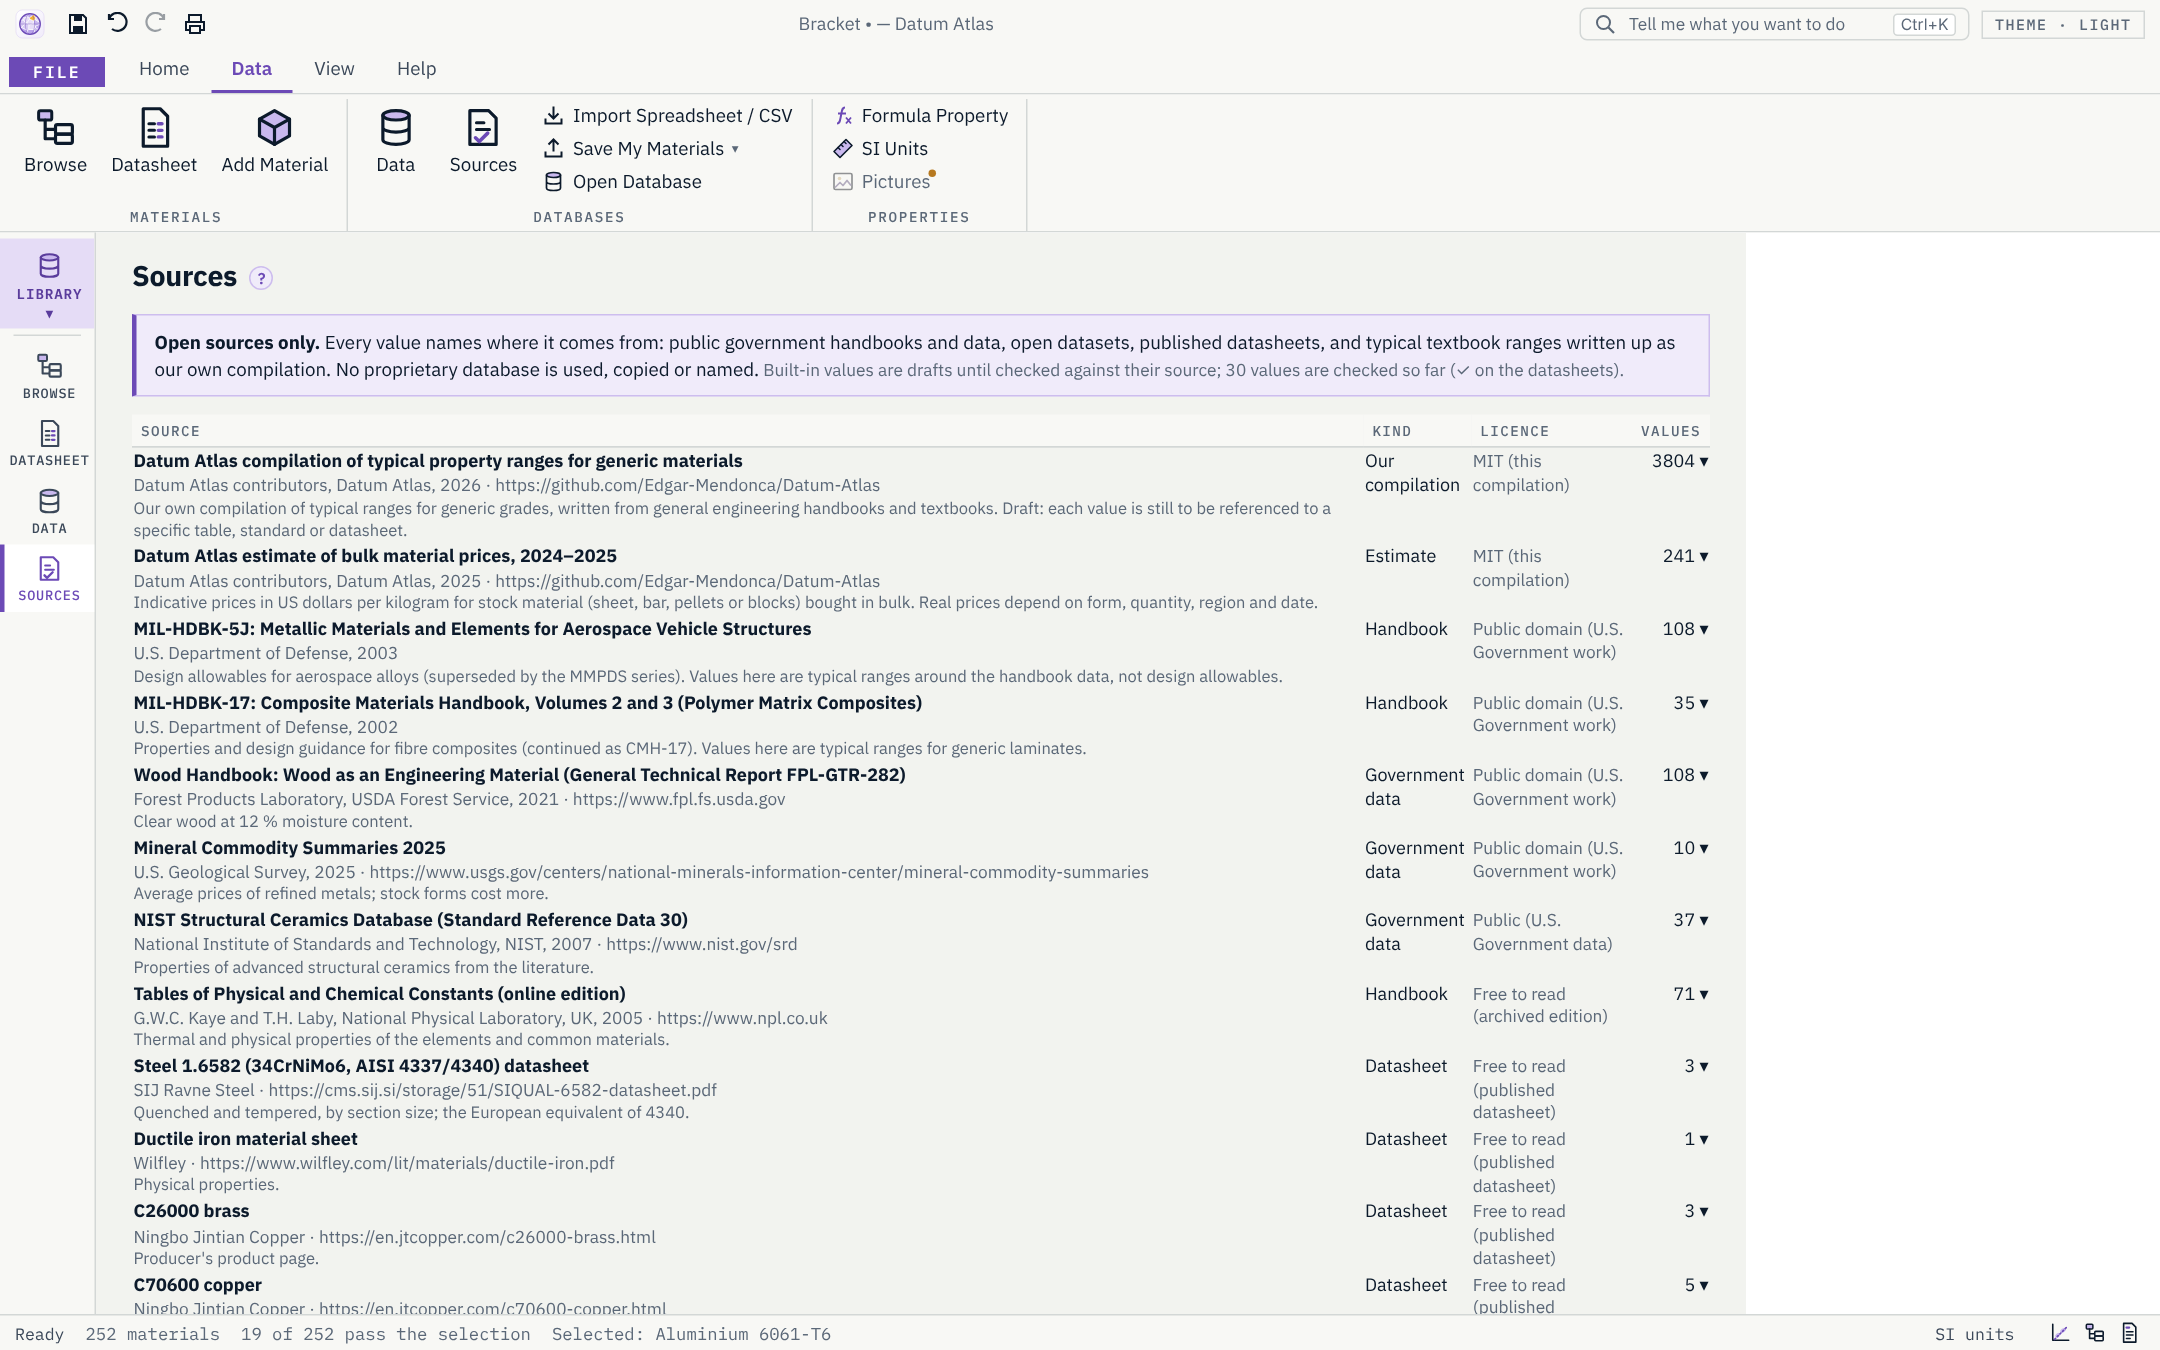 Bracket • — Datum Atlas
Tell me what you want to do
Ctrl+K
THEME · LIGHT
FILE
Home
Data
View
Help
Browse
Datasheet
Add Material
MATERIALS
Data
Sources
Import Spreadsheet / CSV
Save My Materials ▾
Open Database
DATABASES
Formula Property
SI Units
Pictures
PROPERTIES
LIBRARY
▼
BROWSE
DATASHEET
DATA
SOURCES
Sources ?
Open sources only. Every value names where it comes from: public government handbooks and data, open datasets, published datasheets, and typical textbook ranges written up as
our own compilation. No proprietary database is used, copied or named. Built-in values are drafts until checked against their source; 30 values are checked so far (✓ on the datasheets).
SOURCE KIND LICENCE VALUES
Datum Atlas compilation of typical property ranges for generic materials
Datum Atlas contributors, Datum Atlas, 2026 · https://github.com/Edgar-Mendonca/Datum-Atlas
Our own compilation of typical ranges for generic grades, written from general engineering handbooks and textbooks. Draft: each value is still to be referenced to a
specific table, standard or datasheet.
Our
compilation
MIT (this
compilation)
3804 ▼
Datum Atlas estimate of bulk material prices, 2024–2025
Datum Atlas contributors, Datum Atlas, 2025 · https://github.com/Edgar-Mendonca/Datum-Atlas
Indicative prices in US dollars per kilogram for stock material (sheet, bar, pellets or blocks) bought in bulk. Real prices depend on form, quantity, region and date.
Estimate
MIT (this
compilation)
241 ▼
MIL-HDBK-5J: Metallic Materials and Elements for Aerospace Vehicle Structures
U.S. Department of Defense, 2003
Design allowables for aerospace alloys (superseded by the MMPDS series). Values here are typical ranges around the handbook data, not design allowables.
Handbook
Public domain (U.S.
Government work)
108 ▼
MIL-HDBK-17: Composite Materials Handbook, Volumes 2 and 3 (Polymer Matrix Composites)
U.S. Department of Defense, 2002
Properties and design guidance for fibre composites (continued as CMH-17). Values here are typical ranges for generic laminates.
Handbook
Public domain (U.S.
Government work)
35 ▼
Wood Handbook: Wood as an Engineering Material (General Technical Report FPL-GTR-282)
Forest Products Laboratory, USDA Forest Service, 2021 · https://www.fpl.fs.usda.gov
Clear wood at 12 % moisture content.
Government
data
Public domain (U.S.
Government work)
108 ▼
Mineral Commodity Summaries 2025
U.S. Geological Survey, 2025 · https://www.usgs.gov/centers/national-minerals-information-center/mineral-commodity-summaries
Average prices of refined metals; stock forms cost more.
Government
data
Public domain (U.S.
Government work)
10 ▼
NIST Structural Ceramics Database (Standard Reference Data 30)
National Institute of Standards and Technology, NIST, 2007 · https://www.nist.gov/srd
Properties of advanced structural ceramics from the literature.
Government
data
Public (U.S.
Government data)
37 ▼
Tables of Physical and Chemical Constants (online edition)
G.W.C. Kaye and T.H. Laby, National Physical Laboratory, UK, 2005 · https://www.npl.co.uk
Thermal and physical properties of the elements and common materials.
Handbook
Free to read
(archived edition)
71 ▼
Steel 1.6582 (34CrNiMo6, AISI 4337/4340) datasheet
SIJ Ravne Steel · https://cms.sij.si/storage/51/SIQUAL-6582-datasheet.pdf
Quenched and tempered, by section size; the European equivalent of 4340.
Datasheet
Free to read
(published
datasheet)
3 ▼
Ductile iron material sheet
Wilfley · https://www.wilfley.com/lit/materials/ductile-iron.pdf
Physical properties.
Datasheet
Free to read
(published
datasheet)
1 ▼
C26000 brass
Ningbo Jintian Copper · https://en.jtcopper.com/c26000-brass.html
Producer's product page.
Datasheet
Free to read
(published
datasheet)
3 ▼
C70600 copper
Ningbo Jintian Copper · https://en.jtcopper.com/c70600-copper.html
Datasheet
Free to read
(published
5 ▼
Ready 252 materials 19 of 252 pass the selection Selected: Aluminium 6061-T6
SI units